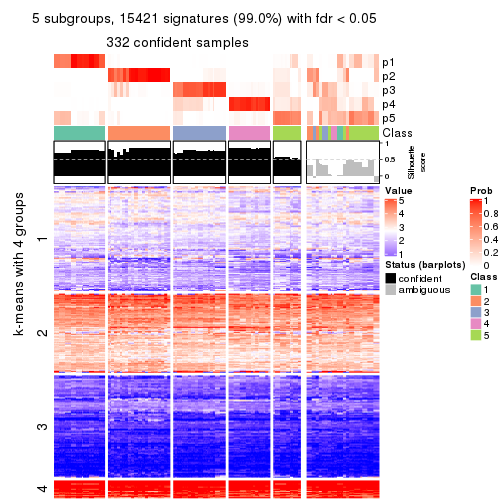 5 subgroups, 15421 signatures (99.0%) with fdr < 0.05
332 confident samples
p1
p2
p3
p4
p5
Class
1
0.5
0
Silhouette
score
k-means with 4 groups
1
2
3
4
Value
5
4
3
2
1
Status (barplots)
confident
ambiguous
Prob
1
0.8
0.6
0.4
0.2
0
Class
1
2
3
4
5